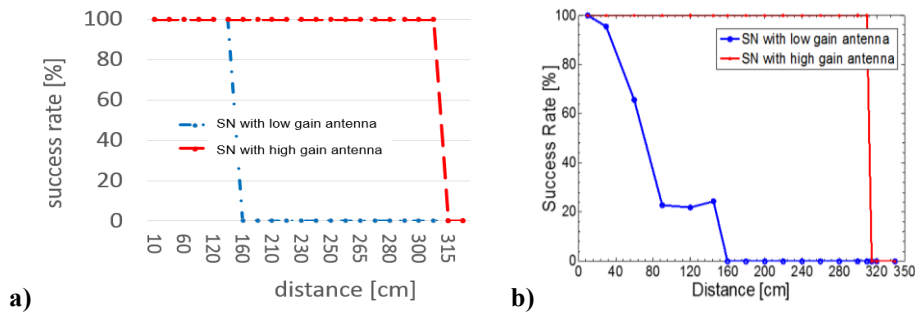 a)
success rate [%]
100
80
60
40
20
0
SN with low gain antenna
SN with high gain antenna
10
60
120
160
210
230
265
280
300
315
distance [cm]
b)
Success Rate [%]
100
80
60
40
20
0
SN with low gain antenna
SN with high gain antenna
0 40 80 120 160 200 240 280 320 350
Distance [cm]